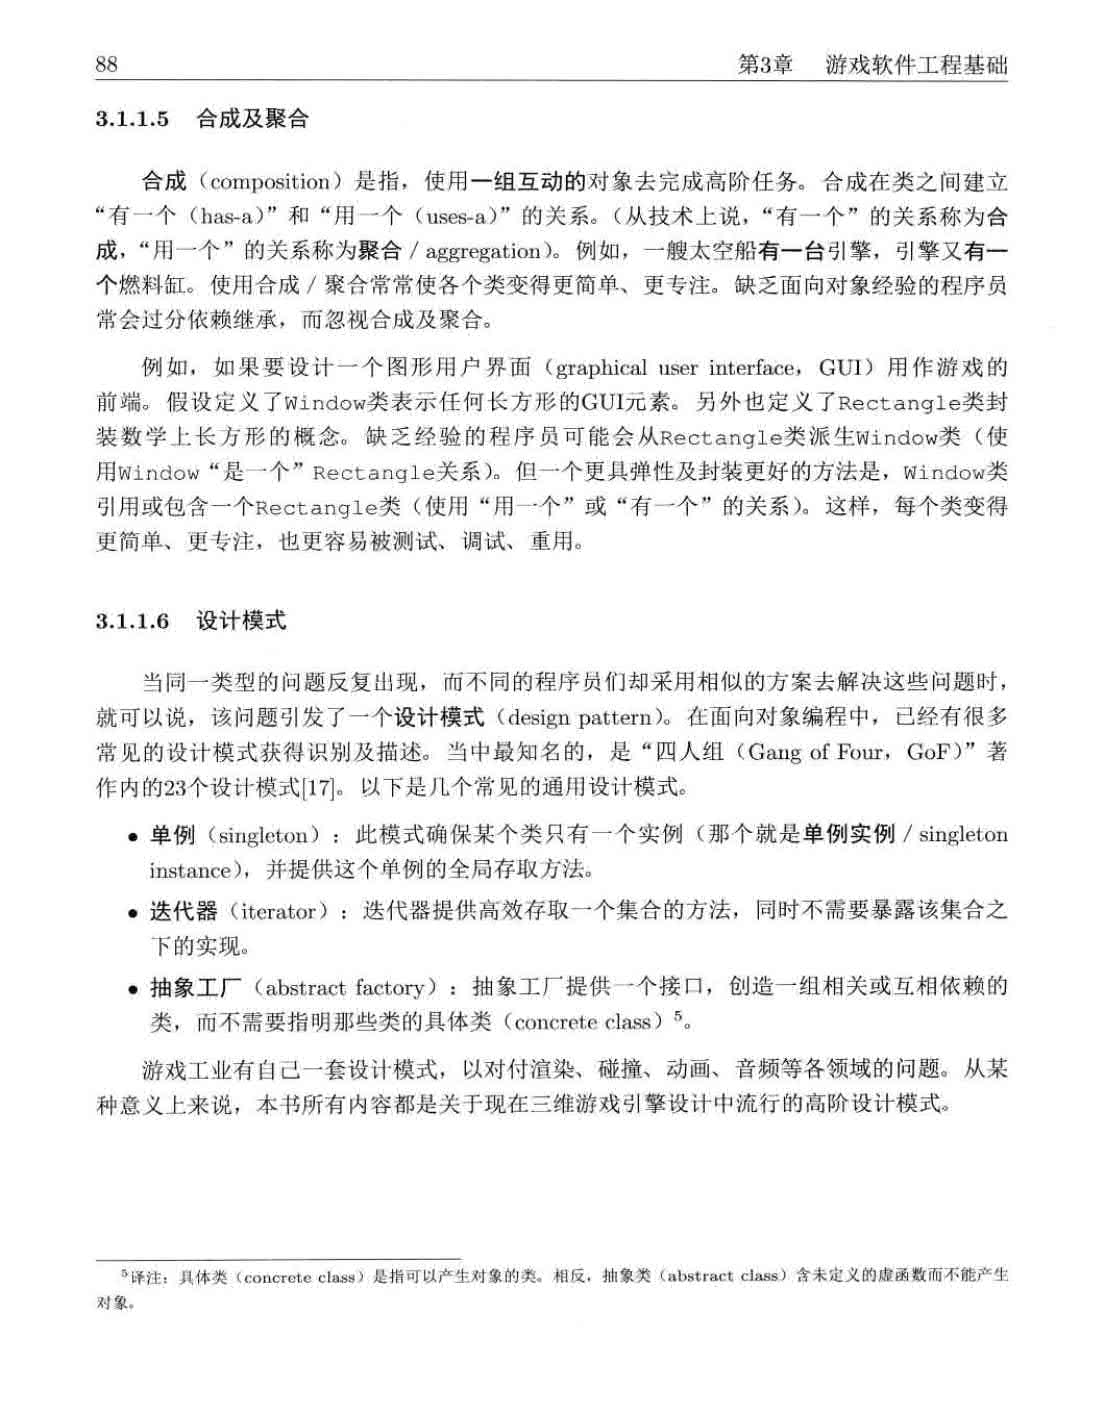 88 第3章 游戏软件工程基础
3.1.1.5 合成及聚合
合成（composition）是指，使用一组互动的对象去完成高阶任务。合成在类之间建立
“有一个（has-a）”和“用一个（uses-a）”的关系。（从技术上说，“有一个”的关系称为合
成，“用一个”的关系称为聚合 / aggregation）。例如，一艘太空船有一台引擎，引擎又有一
个燃料缸。使用合成 / 聚合常常使各个类变得更简单、更专注。缺乏面向对象经验的程序员
常会过分依赖继承，而忽视合成及聚合。
例如，如果要设计一个图形用户界面（graphical user interface，GUI）用作游戏的
前端。假设定义了Window类表示任何长方形的GUI元素。另外也定义了Rectangle类封
装数学上长方形的概念。缺乏经验的程序员可能会从Rectangle类派生Window类（使
用Window“是一个”Rectangle关系）。但一个更具弹性及封装更好的方法是，Window类
引用或包含一个Rectangle类（使用“用一个”或“有一个”的关系）。这样，每个类变得
更简单、更专注，也更容易被测试、调试、重用。
3.1.1.6 设计模式
当同一类型的问题反复出现，而不同的程序员们却采用相似的方案去解决这些问题时，
就可以说，该问题引发了一个设计模式（design pattern）。在面向对象编程中，已经有很多
常见的设计模式获得识别及描述。当中最知名的，是“四人组（Gang of Four，GoF）”著
作内的23个设计模式[17]。以下是几个常见的通用设计模式。
● 单例（singleton）：此模式确保某个类只有一个实例（那个就是单例实例 / singleton
instance），并提供这个单例的全局存取方法。
● 迭代器（iterator）：迭代器提供高效存取一个集合的方法，同时不需要暴露该集合之
下的实现。
● 抽象工厂（abstract factory）：抽象工厂提供一个接口，创造一组相关或互相依赖的
类，而不需要指明那些类的具体类（concrete class）⁵。
游戏工业有自己一套设计模式，以对付渲染、碰撞、动画、音频等各领域的问题。从某
种意义上来说，本书所有内容都是关于现在三维游戏引擎设计中流行的高阶设计模式。
⁵译注：具体类（concrete class）是指可以产生对象的类。相反，抽象类（abstract class）含未定义的虚函数而不能产生
对象。